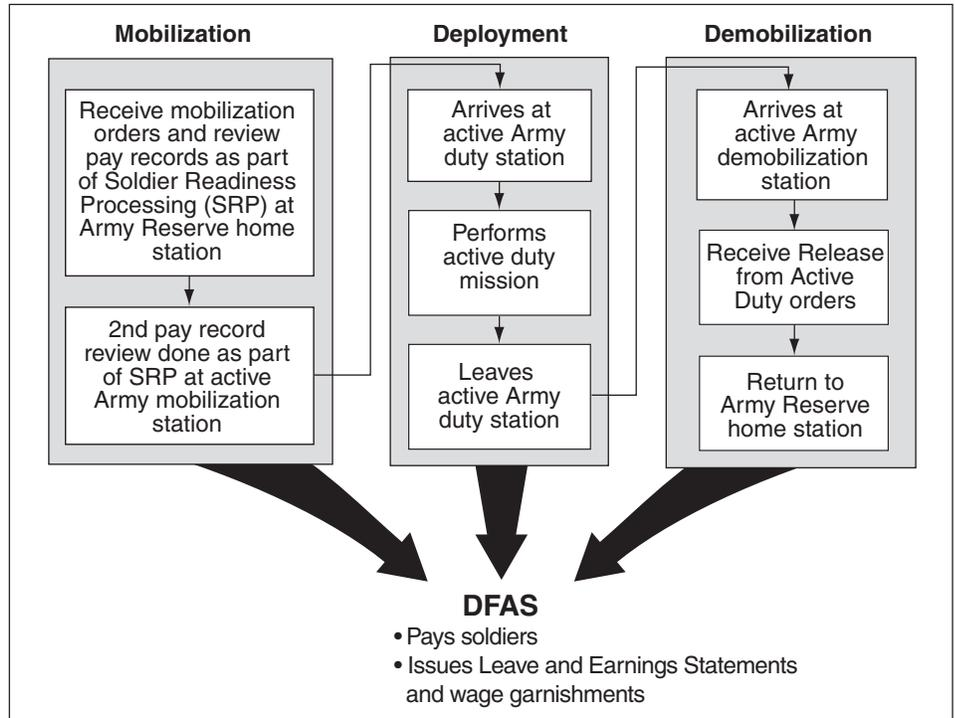 Mobilization
Receive mobilization
orders and review
pay records as part
of Soldier Readiness
Processing (SRP) at
Army Reserve home
station
2nd pay record
review done as part
of SRP at active
Army mobilization
station
Deployment
Arrives at
active Army
duty station
Performs
active duty
mission
Leaves
active Army
duty station
Demobilization
Arrives at
active Army
demobilization
station
Receive Release
from Active
Duty orders
Return to
Army Reserve
home station
DFAS
• Pays soldiers
• Issues Leave and Earnings Statements
and wage garnishments